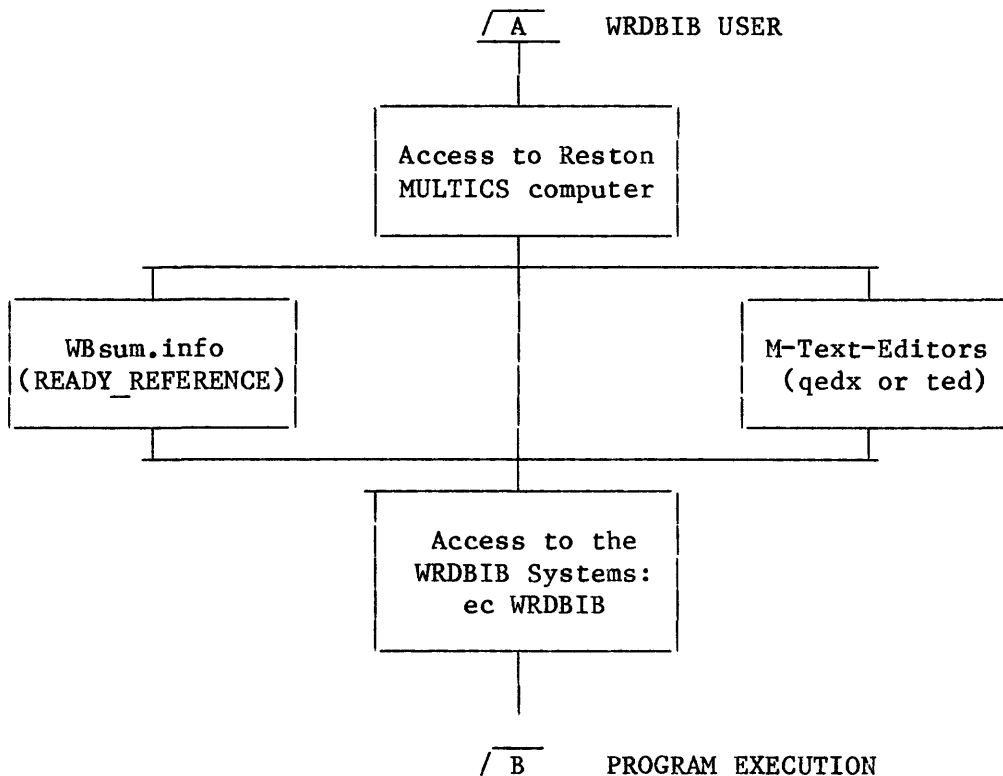 A WRDBIB USER
Access to Reston
MULTICS computer
WBsum.info
(READY_REFERENCE)
M-Text-Editors
(qedx or ted)
Access to the
WRDBIB Systems:
ec WRDBIB
B PROGRAM EXECUTION